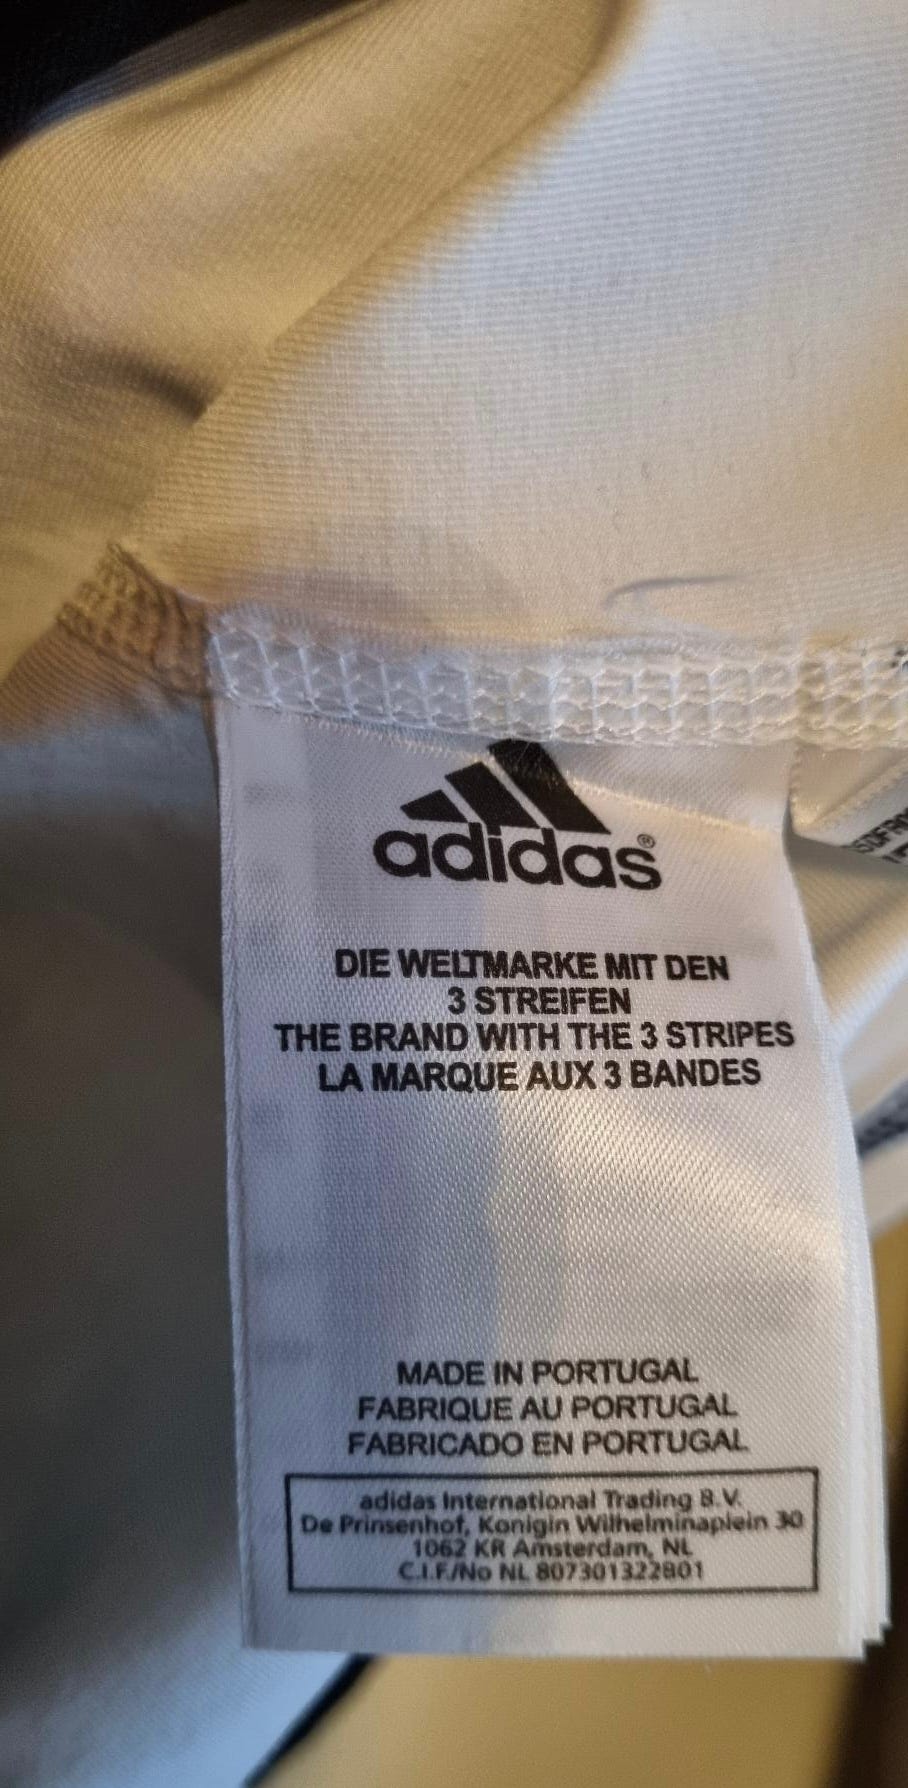 adidas®
DIE WELTMARKE MIT DEN
3 STREIFEN
THE BRAND WITH THE 3 STRIPES
LA MARQUE AUX 3 BANDES
MADE IN PORTUGAL
FABRIQUE AU PORTUGAL
FABRICADO EN PORTUGAL
adidas International Trading B.V.
De Prinsenhof, Konigin Wilhelminaplein 30
1062 KR Amsterdam, NL
C.I.F./No NL 807301322B01